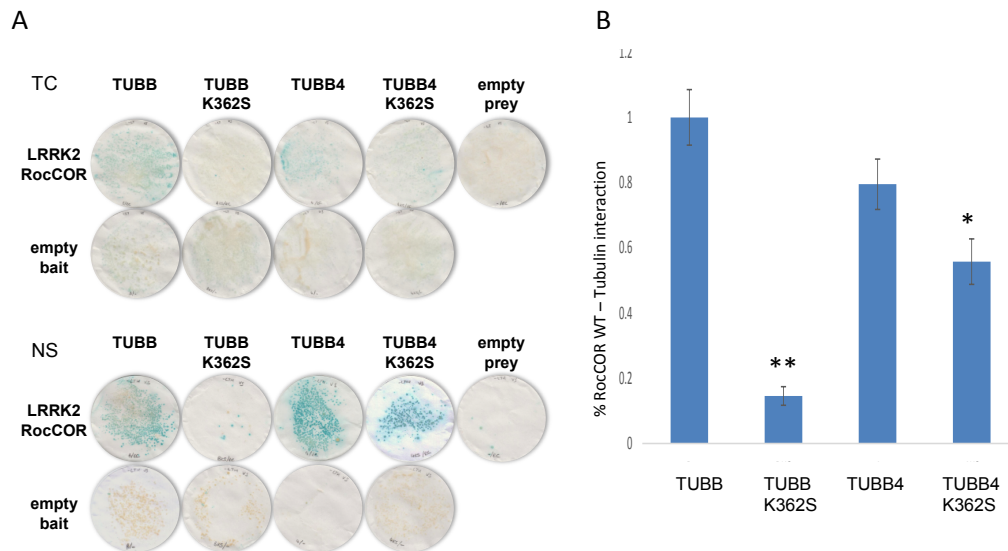 A
TC
TUBB
TUBB
K362S
TUBB4
TUBB4
K362S
empty
prey
LRRK2
RocCOR
empty
bait
NS
TUBB
TUBB
K362S
TUBB4
TUBB4
K362S
empty
prey
LRRK2
RocCOR
empty
bait
B
% RocCOR WT – Tubulin interaction
1.2
1
0.8
0.6
0.4
0.2
0
**
*
TUBB
TUBB
K362S
TUBB4
TUBB4
K362S